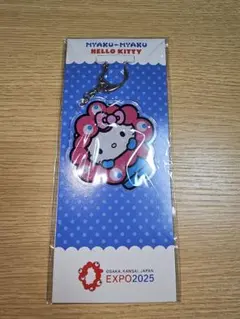 MYAKU-MYAKU
HELLO KITTY
OSAKA, KANSAI, JAPAN
EXPO2025